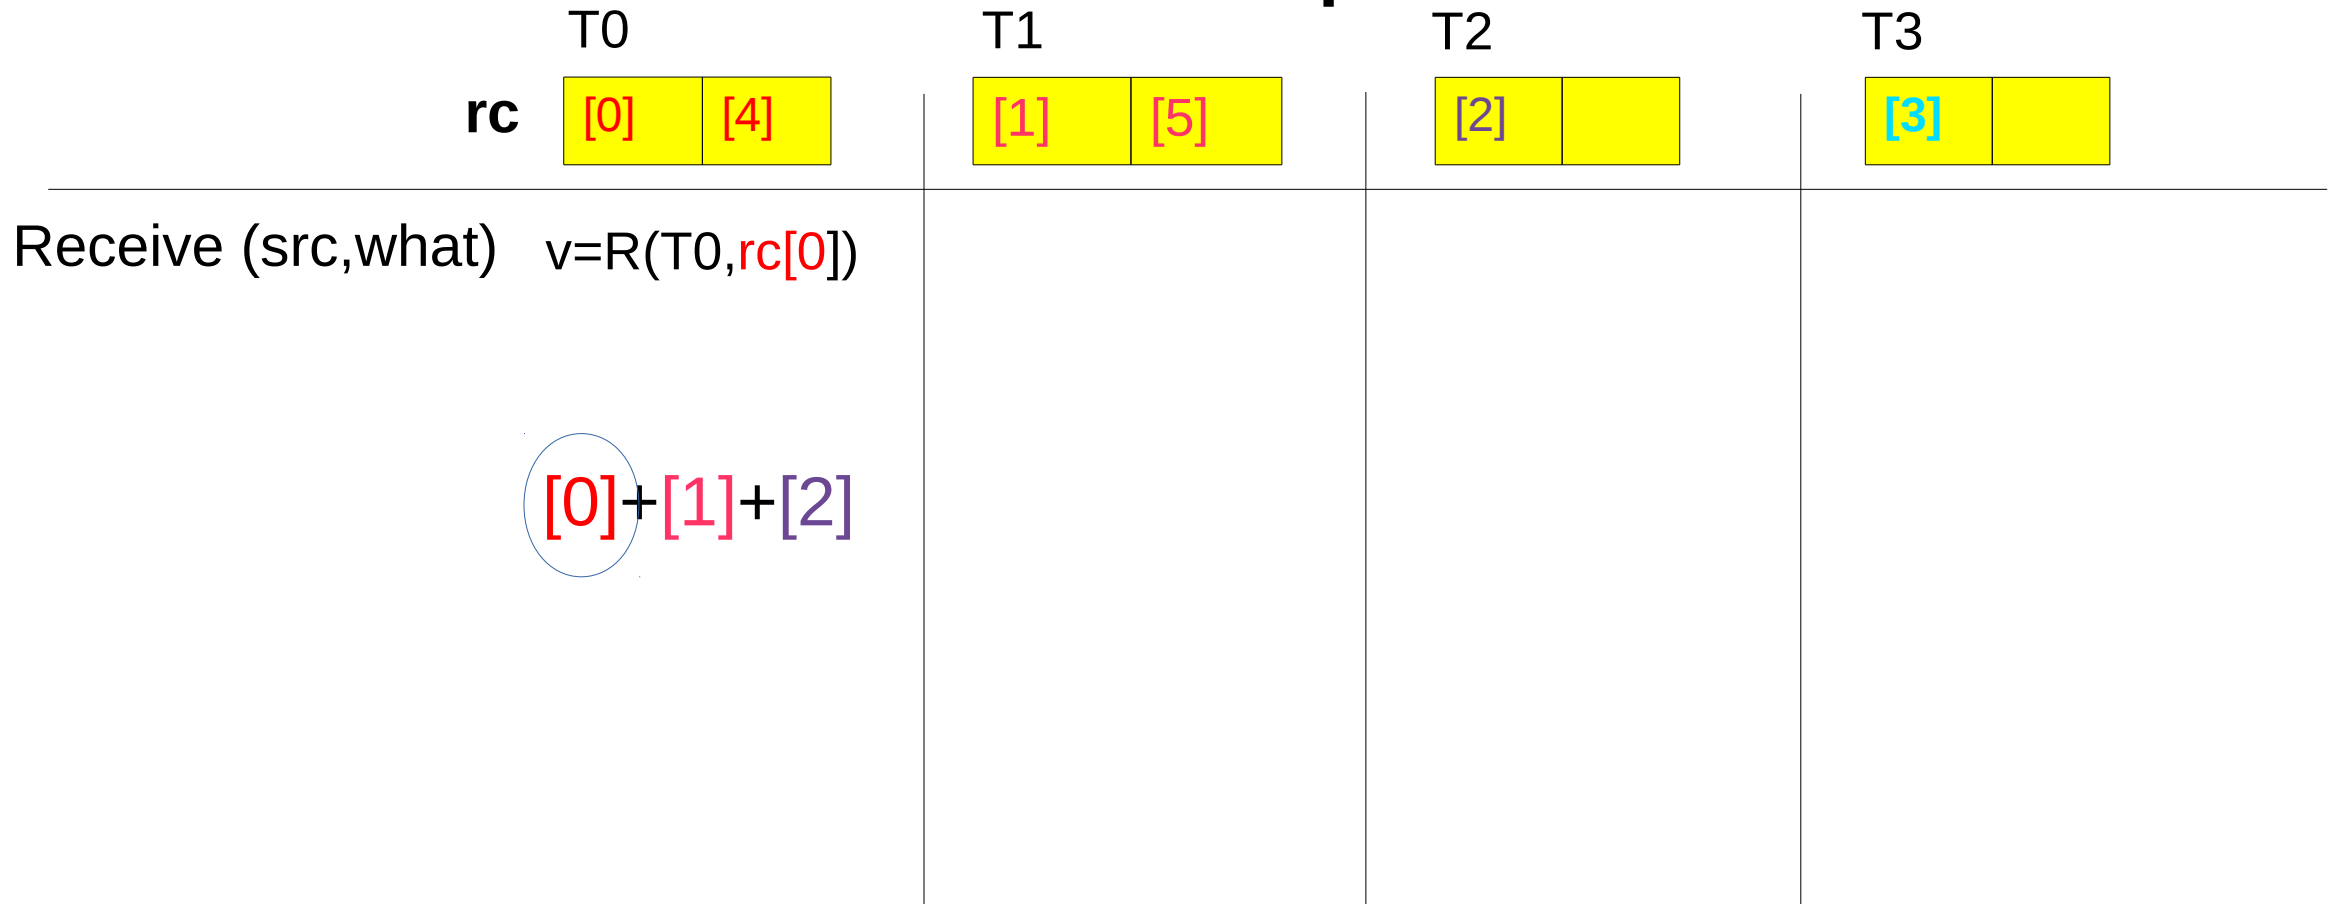 T0 T1 T2 T3
rc [0] [4] [1] [5] [2] [3]
Receive (src,what) v=R(T0,rc[0])
[0]+[1]+[2]